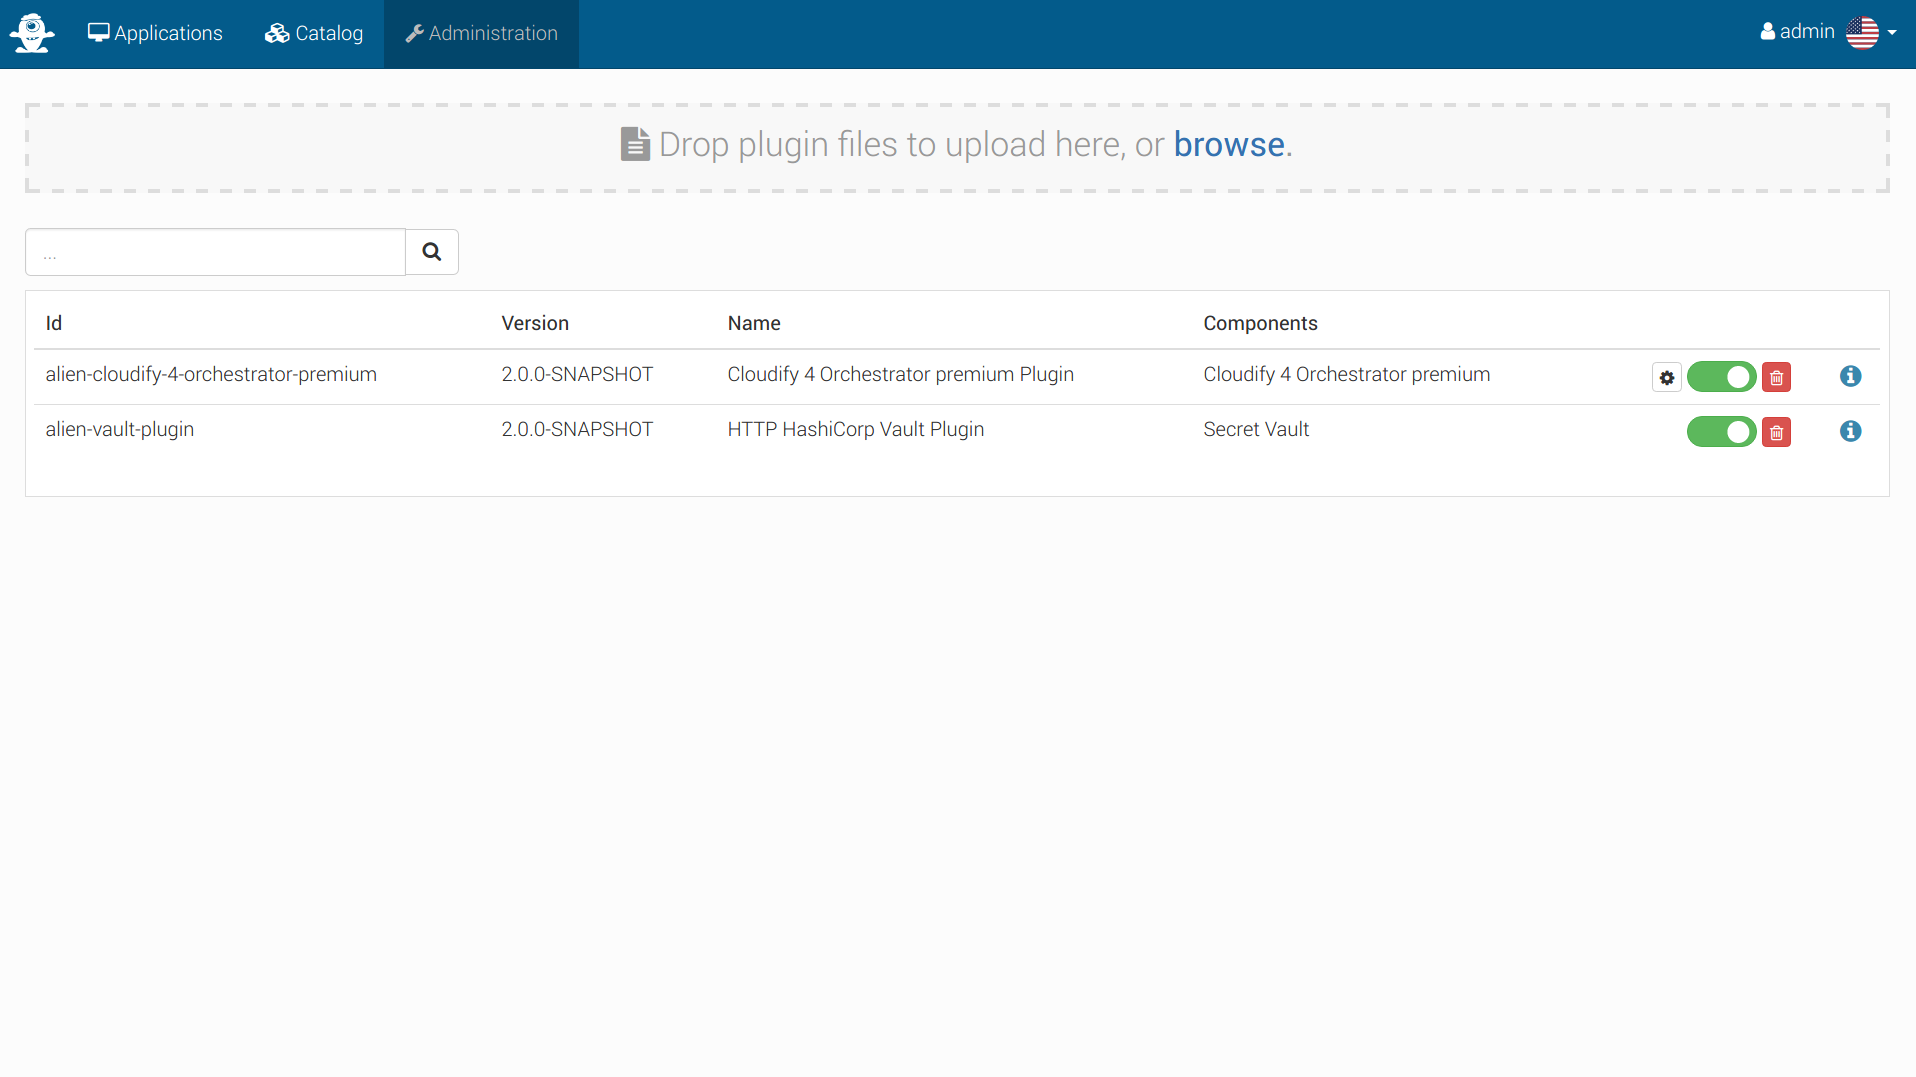 Applications Catalog Administration admin
Drop plugin files to upload here, or browse.
...
Id Version Name Components
alien-cloudify-4-orchestrator-premium 2.0.0-SNAPSHOT Cloudify 4 Orchestrator premium Plugin Cloudify 4 Orchestrator premium
alien-vault-plugin 2.0.0-SNAPSHOT HTTP HashiCorp Vault Plugin Secret Vault